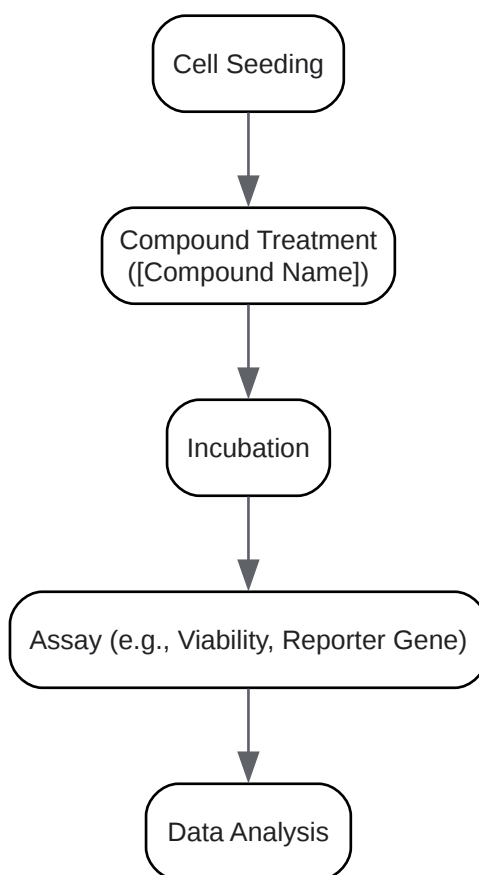 Cell Seeding
Compound Treatment
([Compound Name])
Incubation
Assay (e.g., Viability, Reporter Gene)
Data Analysis